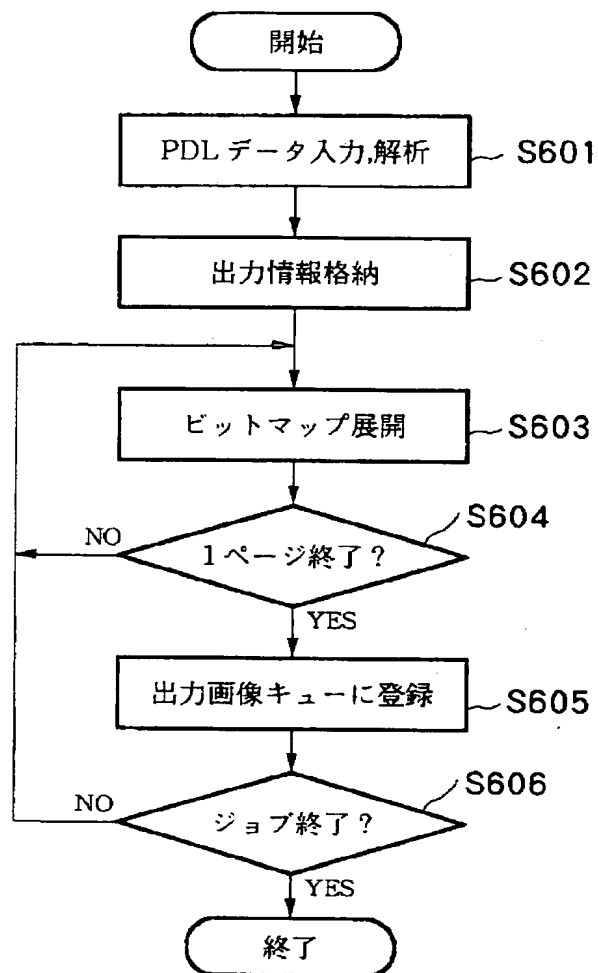 開始
PDL データ入力,解析 S601
出力情報格納 S602
ビットマップ展開 S603
S604
NO 1ページ終了？
YES
出力画像キューに登録 S605
S606
NO ジョブ終了？
YES
終了